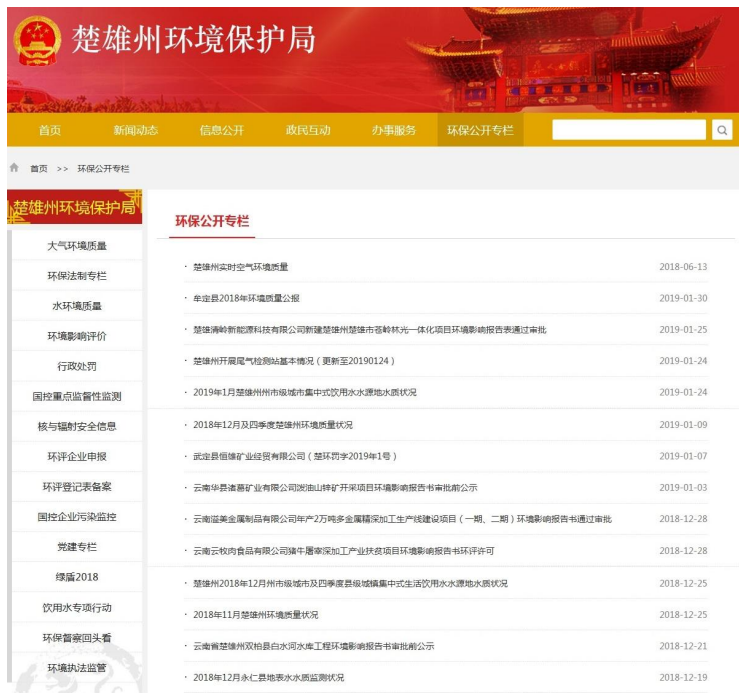 楚雄州环境保护局
首页 新闻动态 信息公开 政民互动 办事服务 环保公开专栏
首页 >> 环保公开专栏
楚雄州环境保护局
大气环境质量
环保法制专栏
水环境质量
环境影响评价
行政处罚
国控重点监督性监测
核与辐射安全信息
环评企业申报
环评登记表备案
国控企业污染监控
党建专栏
绿盾2018
饮用水专项行动
环保督察回头看
环境执法监管
环保公开专栏
· 楚雄州实时空气环境质量 2018-06-13
· 牟定县2018年环境质量公报 2019-01-30
· 楚雄清岭新能源科技有限公司新建楚雄州楚雄市苍岭林光一体化项目环境影响报告表通过审批 2019-01-25
· 楚雄州开展尾气检测站基本情况（更新至20190124） 2019-01-24
· 2019年1月楚雄州州市级城市集中式饮用水水源地水质状况 2019-01-24
· 2018年12月及四季度楚雄州环境质量状况 2019-01-09
· 武定县恒雄矿业经贸有限公司（楚环罚字2019年1号） 2019-01-07
· 云南华县诸葛矿业有限公司泼油山锌矿开采项目环境影响报告书审批前公示 2019-01-03
· 云南溢美金属制品有限公司年产2万吨多金属精深加工生产线建设项目（一期、二期）环境影响报告书通过审批 2018-12-28
· 云南云牧肉食品有限公司猪牛屠宰深加工产业扶贫项目环境影响报告书环评许可 2018-12-28
· 楚雄州2018年12月州市级城市及四季度县级城镇集中式生活饮用水水源地水质状况 2018-12-25
· 2018年11月楚雄州环境质量状况 2018-12-25
· 云南省楚雄州双柏县白水河水库工程环境影响报告书审批前公示 2018-12-21
· 2018年12月永仁县地表水水质监测状况 2018-12-19